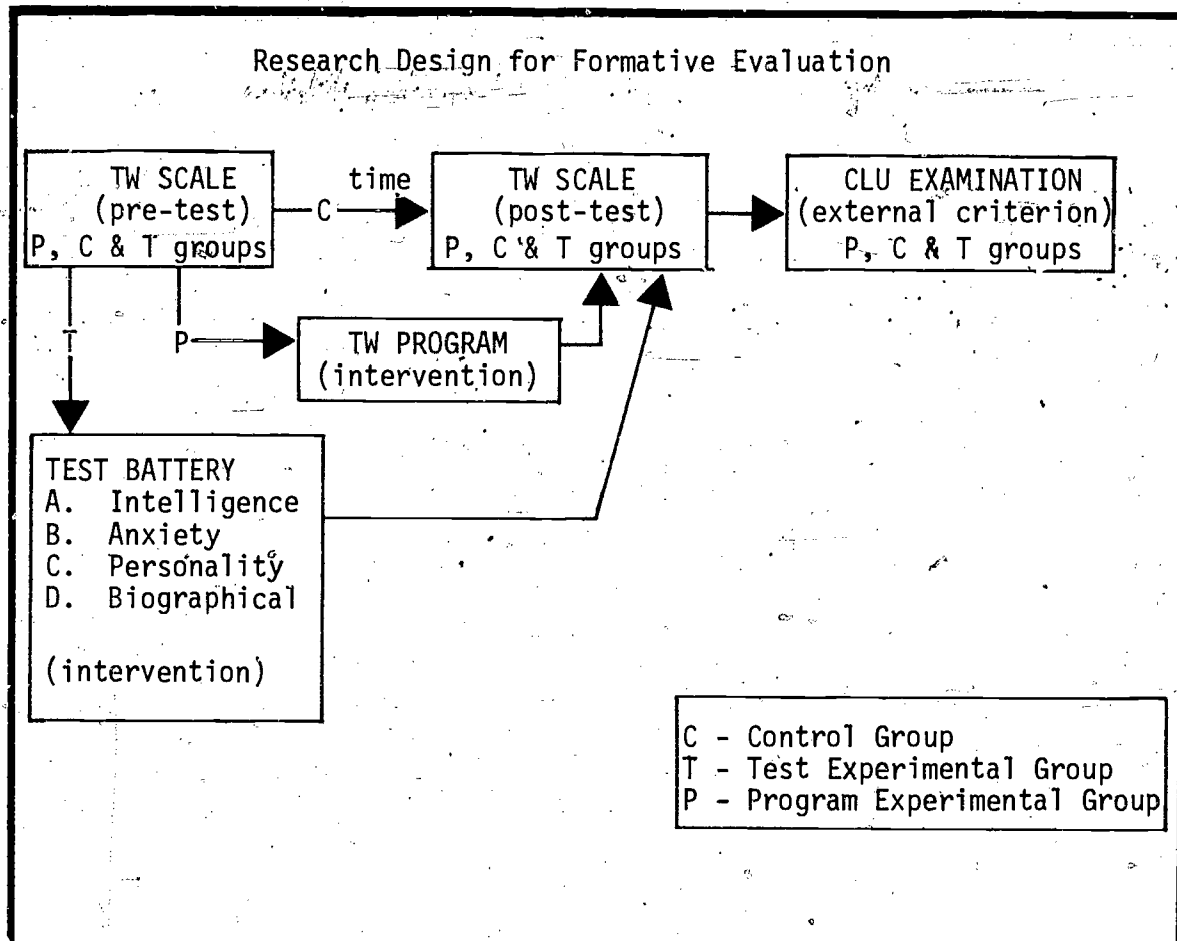 Research Design for Formative Evaluation
TW SCALE
(pre-test)
P, C & T groups
C
time
TW SCALE
(post-test)
P, C & T groups
CLU EXAMINATION
(external criterion)
P, C & T groups
T
P
TW PROGRAM
(intervention)
TEST BATTERY
A. Intelligence
B. Anxiety
C. Personality
D. Biographical
(intervention)
C - Control Group
T - Test Experimental Group
P - Program Experimental Group